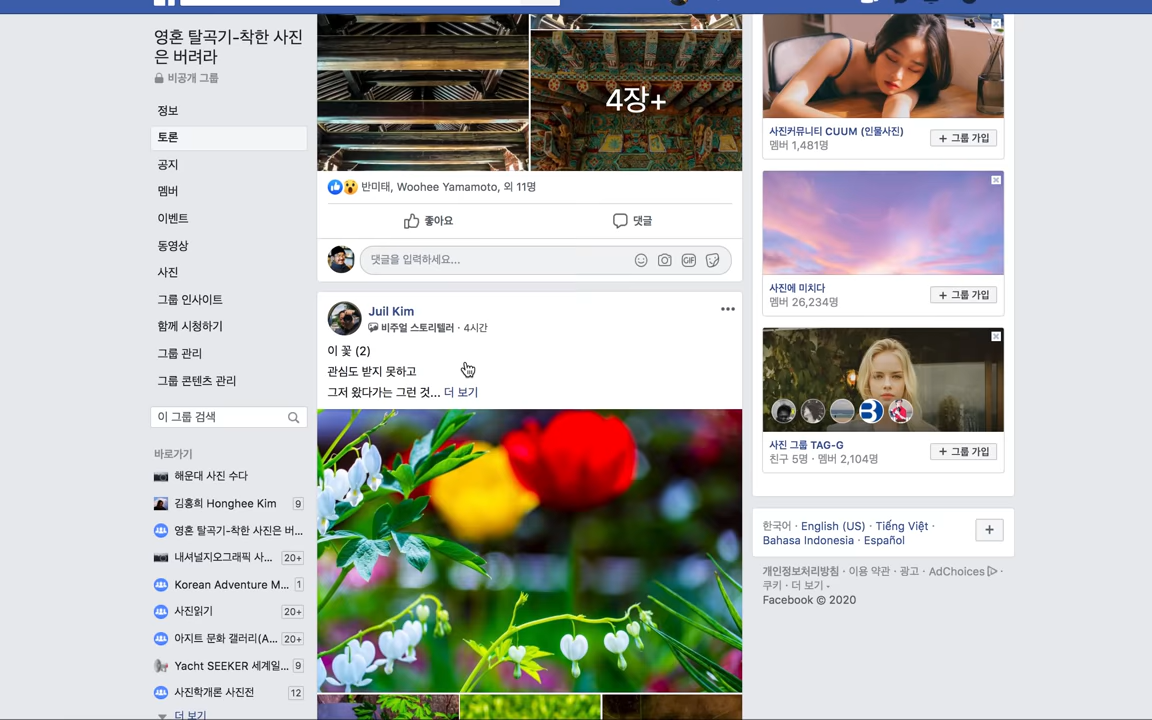 영혼 탈곡기-착한 사진
은 버려라
비공개 그룹
정보
토론
공지
멤버
이벤트
동영상
사진
그룹 인사이트
함께 시청하기
그룹 관리
그룹 콘텐츠 관리
이 그룹 검색
바로가기
해운대 사진 수다
김홍희 Honghee Kim 9
영혼 탈곡기-착한 사진은 버...
내셔널지오그래픽 사... 20+
Korean Adventure M... 1
사진읽기 20+
아지트 문화 갤러리(A... 20+
Yacht SEEKER 세계일... 9
사진학개론 사진전 12
더 보기
4장+
반미태, Woohee Yamamoto, 외 11명
좋아요 댓글
댓글을 입력하세요...
GIF
Juil Kim
비주얼 스토리텔러 · 4시간
이 꽃 (2)
관심도 받지 못하고
그저 왔다가는 그런 것... 더 보기
사진커뮤니티 CUUM (인물사진)
멤버 1,481명
+ 그룹 가입
사진에 미치다
멤버 26,234명
+ 그룹 가입
사진 그룹 TAG-G
친구 5명 · 멤버 2,104명
+ 그룹 가입
한국어 · English (US) · Tiếng Việt ·
Bahasa Indonesia · Español
개인정보처리방침 · 이용 약관 · 광고 · AdChoices ·
쿠키 · 더 보기
Facebook © 2020